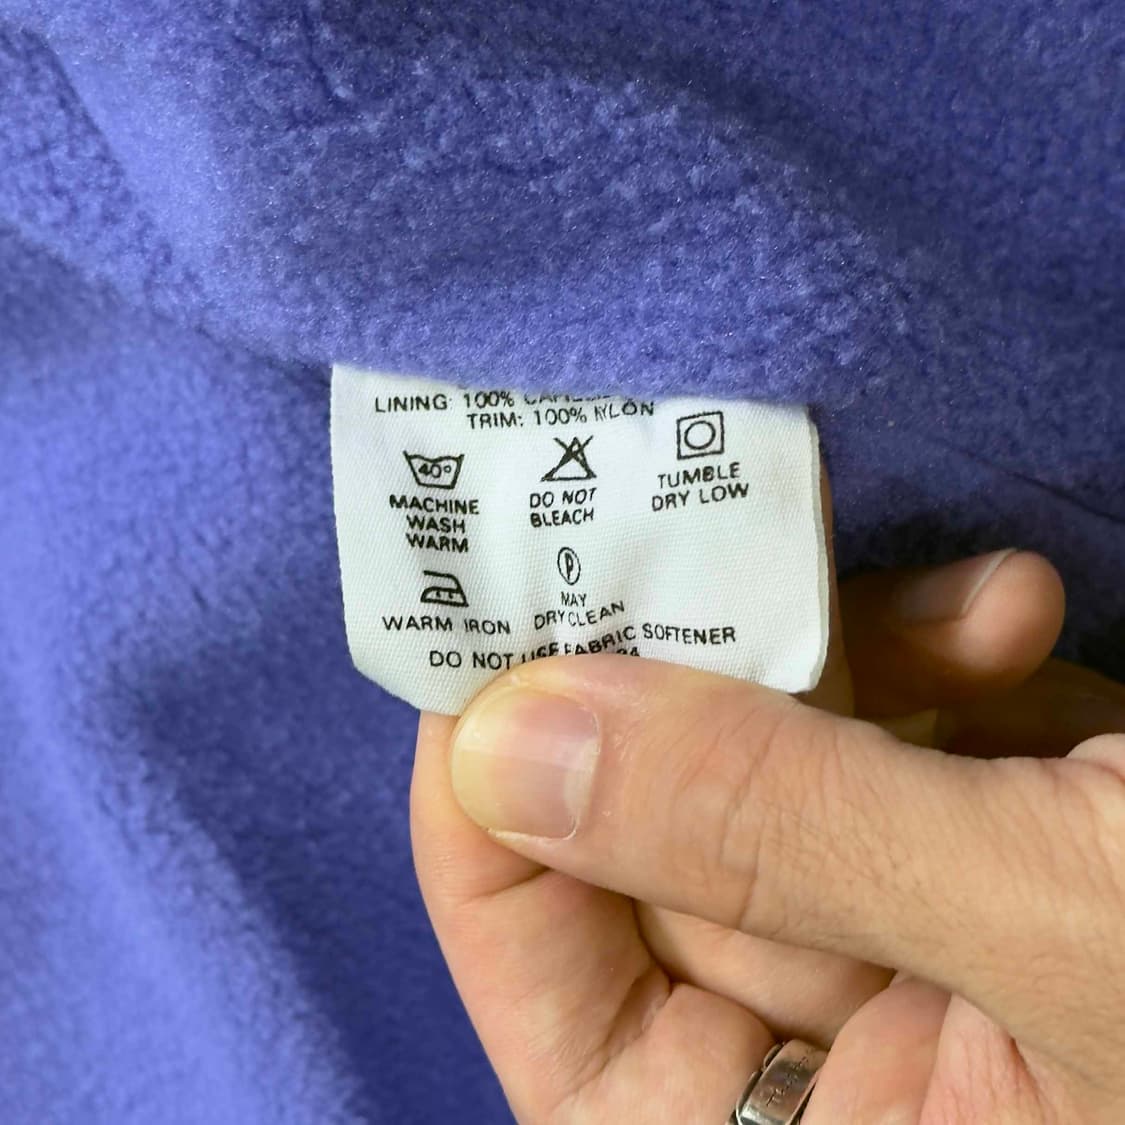 LINING: 100%
TRIM: 100% NYLON
40°
MACHINE
WASH
WARM
DO NOT
BLEACH
TUMBLE
DRY LOW
WARM IRON
P
MAY
DRYCLEAN
DO NOT USE FABRIC SOFTENER